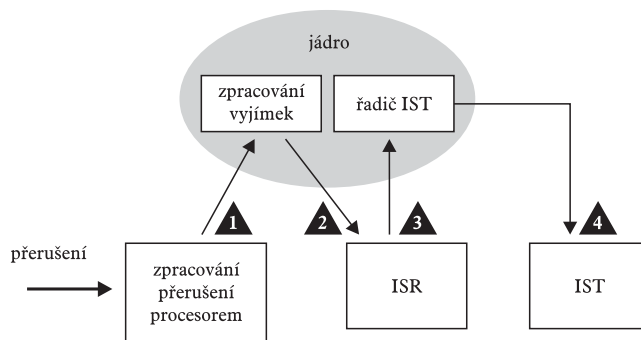 jádro
zpracování
vyjímek
řadič IST
1
2
3
4
přerušení
zpracování
přerušení
procesorem
ISR
IST